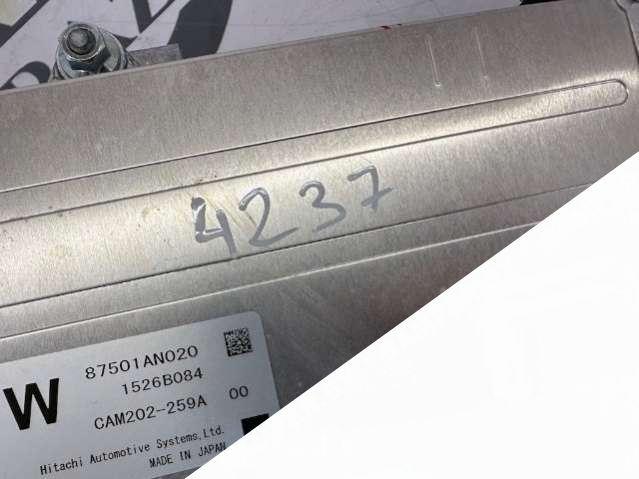 4237
87501AN020
1526B084
W
CAM202-259A 00
Hitachi Automotive Systems,Ltd.
MADE IN JAPAN